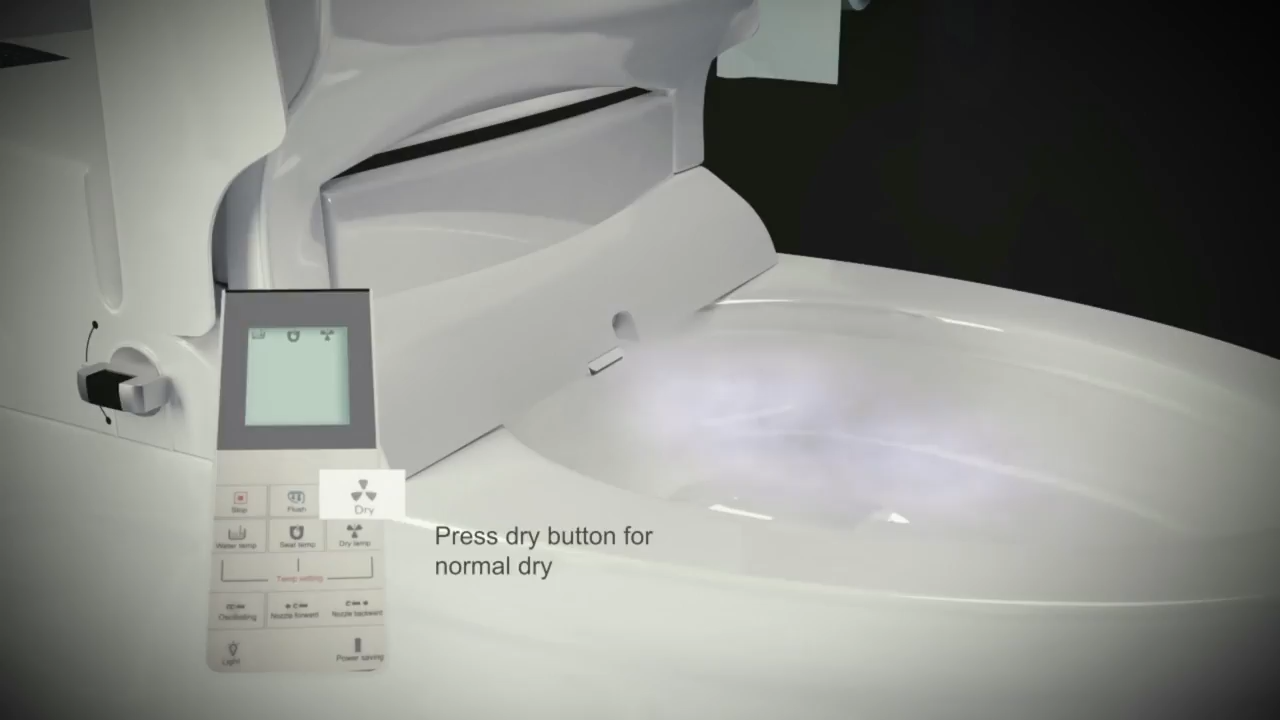 Stop
Flush
Dry
Water temp
Seat temp
Dry temp
Temp setting
Oscillating
Nozzle forward
Nozzle backward
Light
Power saving
Press dry button for
normal dry